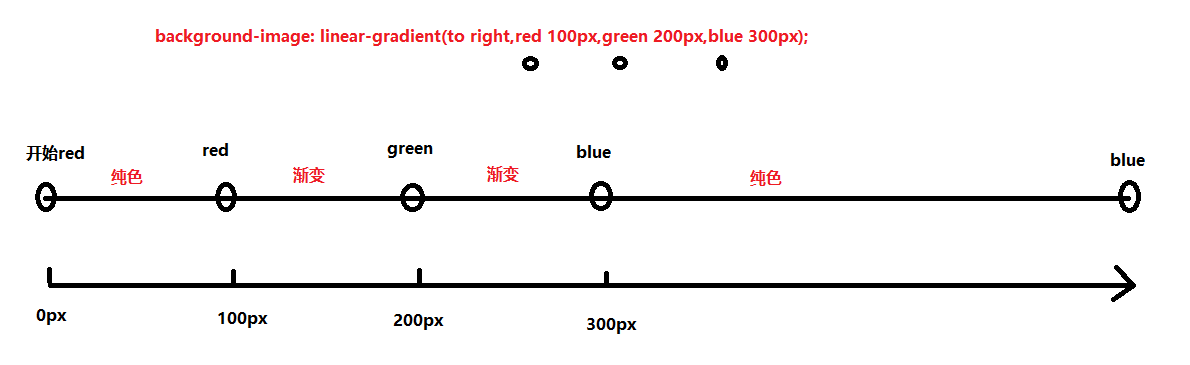 background-image: linear-gradient(to right,red 100px,green 200px,blue 300px);
开始red
red
green
blue
blue
纯色
渐变
渐变
纯色
0px
100px
200px
300px